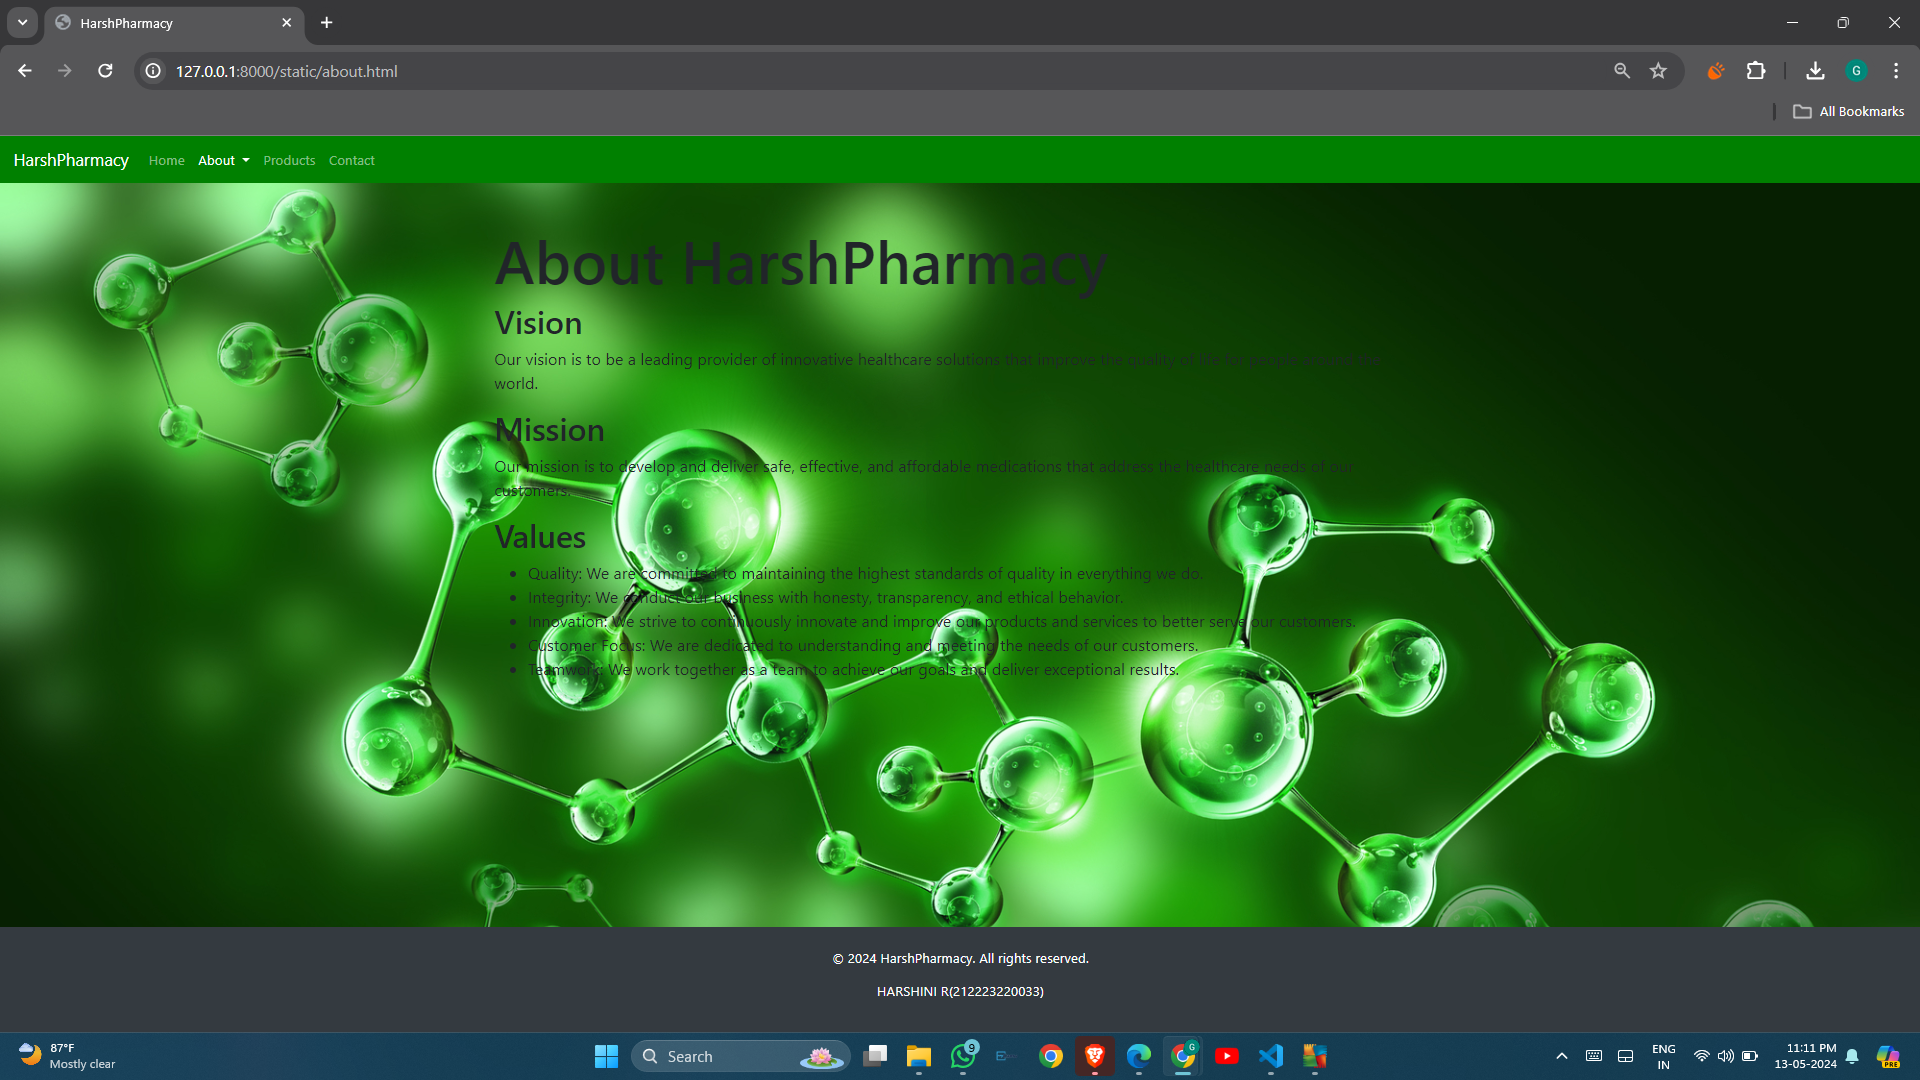 HarshPharmacy
127.0.0.1:8000/static/about.html
G
All Bookmarks
HarshPharmacy Home About Products Contact
About HarshPharmacy
Vision
Our vision is to be a leading provider of innovative healthcare solutions that improve the quality of life for people around the
world.
Mission
Our mission is to develop and deliver safe, effective, and affordable medications that address the healthcare needs of our
customers.
Values
• Quality: We are committed to maintaining the highest standards of quality in everything we do.
• Integrity: We conduct our business with honesty, transparency, and ethical behavior.
• Innovation: We strive to continuously innovate and improve our products and services to better serve our customers.
• Customer Focus: We are dedicated to understanding and meeting the needs of our customers.
• Teamwork: We work together as a team to achieve our goals and deliver exceptional results.
© 2024 HarshPharmacy. All rights reserved.
HARSHINI R(212223220033)
87°F
Mostly clear
Search
9
G
ENG
IN
11:11 PM
13-05-2024
PRE